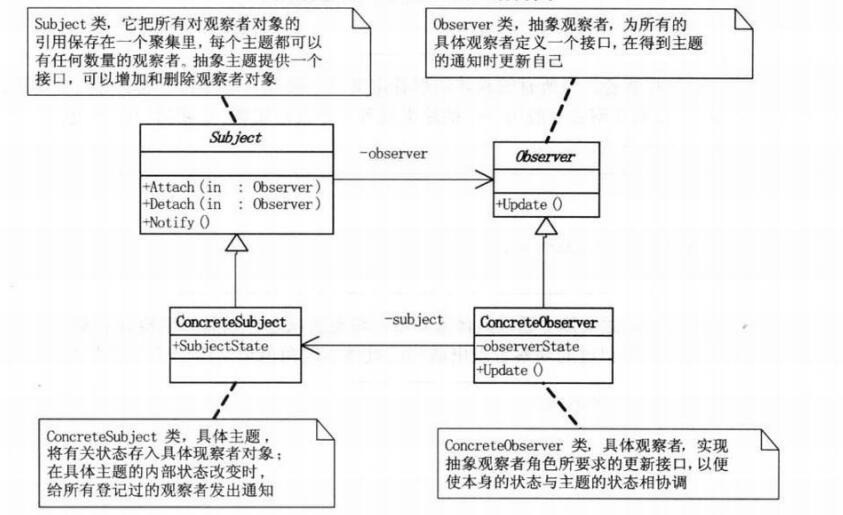 Subject 类，它把所有对观察者对象的
引用保存在一个聚集里，每个主题都可以
有任何数量的观察者。抽象主题提供一个
接口，可以增加和删除观察者对象
Observer 类，抽象观察者，为所有的
具体观察者定义一个接口，在得到主题
的通知时更新自己
Subject
+Attach(in : Observer)
+Detach(in : Observer)
+Notify()
-observer
Observer
+Update()
ConcreteSubject
+SubjectState
-subject
ConcreteObserver
-observerState
+Update()
ConcreteSubject 类，具体主题，
将有关状态存入具体现察者对象；
在具体主题的内部状态改变时，
给所有登记过的观察者发出通知
ConcreteObserver 类，具体观察者，实现
抽象观察者角色所要求的更新接口，以便
使本身的状态与主题的状态相协调